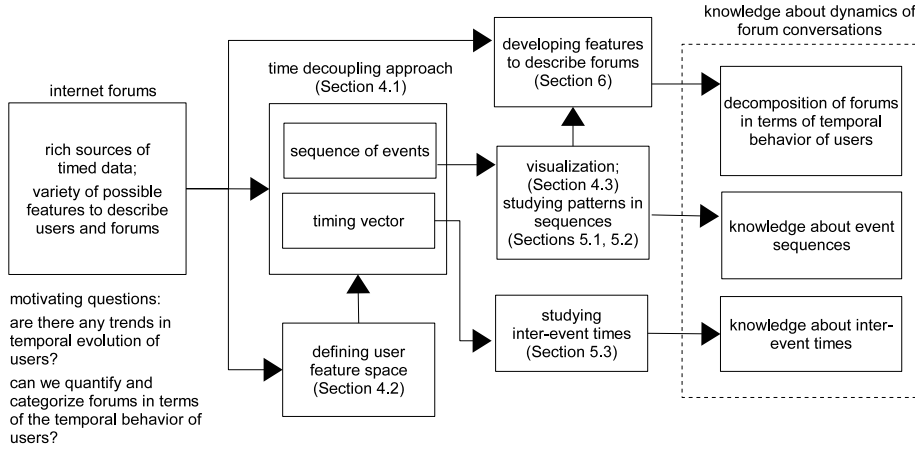 internet forums
rich sources of
timed data;
variety of possible
features to describe
users and forums
motivating questions:
are there any trends in
temporal evolution of
users?
can we quantify and
categorize forums in terms
of the temporal behavior of
users?
time decoupling approach
(Section 4.1)
sequence of events
timing vector
defining user
feature space
(Section 4.2)
developing features
to describe forums
(Section 6)
visualization;
(Section 4.3)
studying patterns in
sequences
(Sections 5.1, 5.2)
studying
inter-event times
(Section 5.3)
knowledge about dynamics of
forum conversations
decomposition of forums
in terms of temporal
behavior of users
knowledge about event
sequences
knowledge about inter-
event times